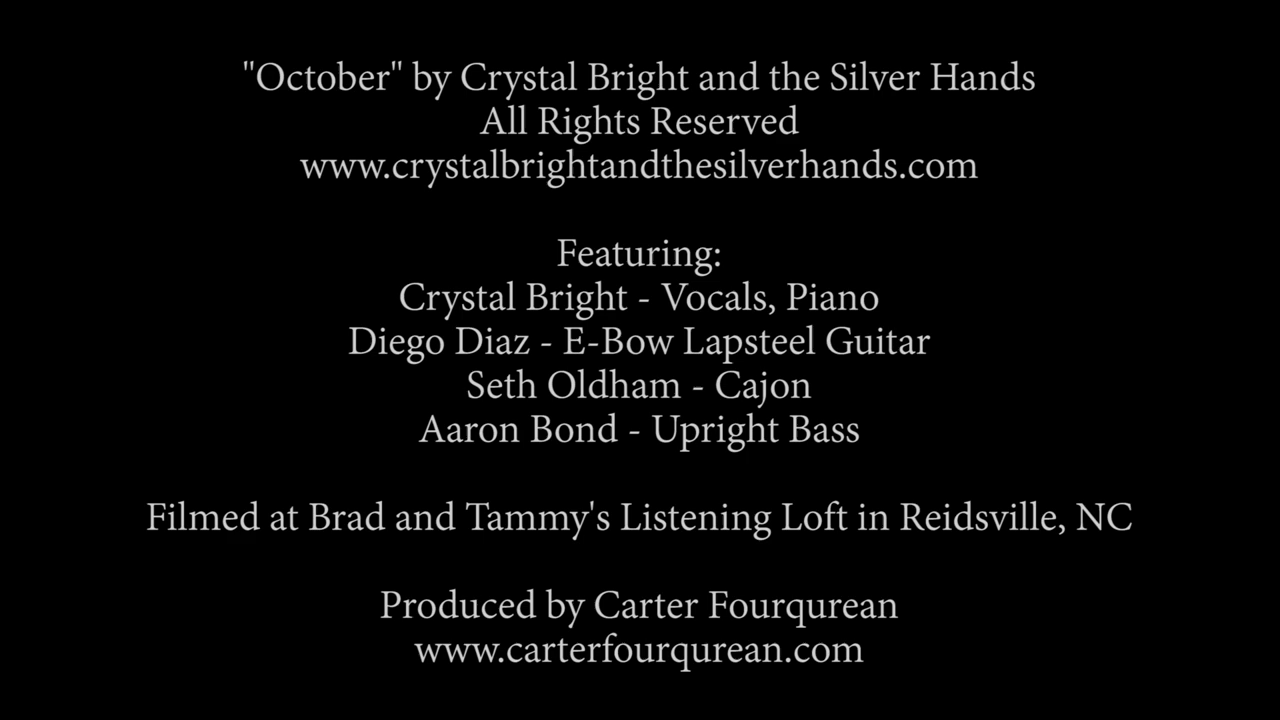 "October" by Crystal Bright and the Silver Hands
All Rights Reserved
www.crystalbrightandthesilverhands.com
Featuring:
Crystal Bright - Vocals, Piano
Diego Diaz - E-Bow Lapsteel Guitar
Seth Oldham - Cajon
Aaron Bond - Upright Bass
Filmed at Brad and Tammy's Listening Loft in Reidsville, NC
Produced by Carter Fourqurean
www.carterfourqurean.com